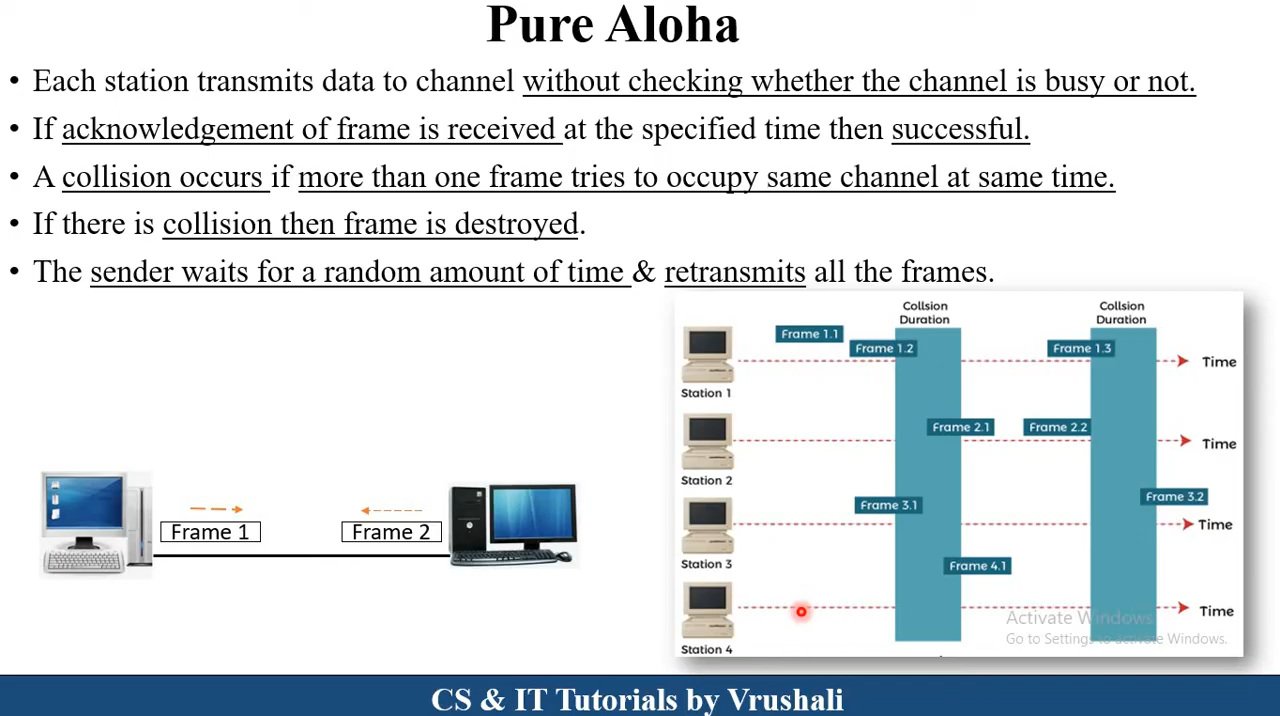 Pure Aloha
• Each station transmits data to channel without checking whether the channel is busy or not.
• If acknowledgement of frame is received at the specified time then successful.
• A collision occurs if more than one frame tries to occupy same channel at same time.
• If there is collision then frame is destroyed.
• The sender waits for a random amount of time & retransmits all the frames.
Frame 1
Frame 2
Collsion
Duration
Collsion
Duration
Frame 1.1
Frame 1.2
Frame 1.3
Time
Station 1
Frame 2.1
Frame 2.2
Time
Station 2
Frame 3.1
Frame 3.2
Time
Station 3
Frame 4.1
Time
Station 4
Activate Windows
Go to Settings to activate Windows.
CS & IT Tutorials by Vrushali